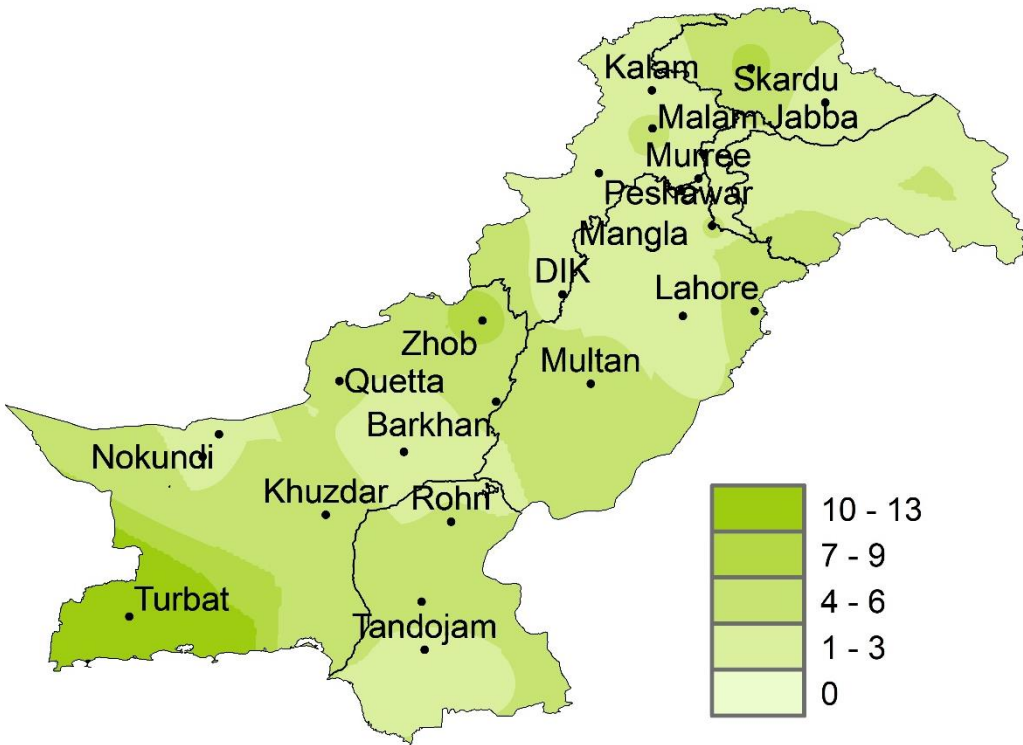 Kalam
Skardu
Malam Jabba
Murree
Peshawar
Mangla
DIK
Lahore
Zhob
Multan
Quetta
Barkhan
Nokundi
Khuzdar
Rohri
Turbat
Tandojam
10 - 13
7 - 9
4 - 6
1 - 3
0